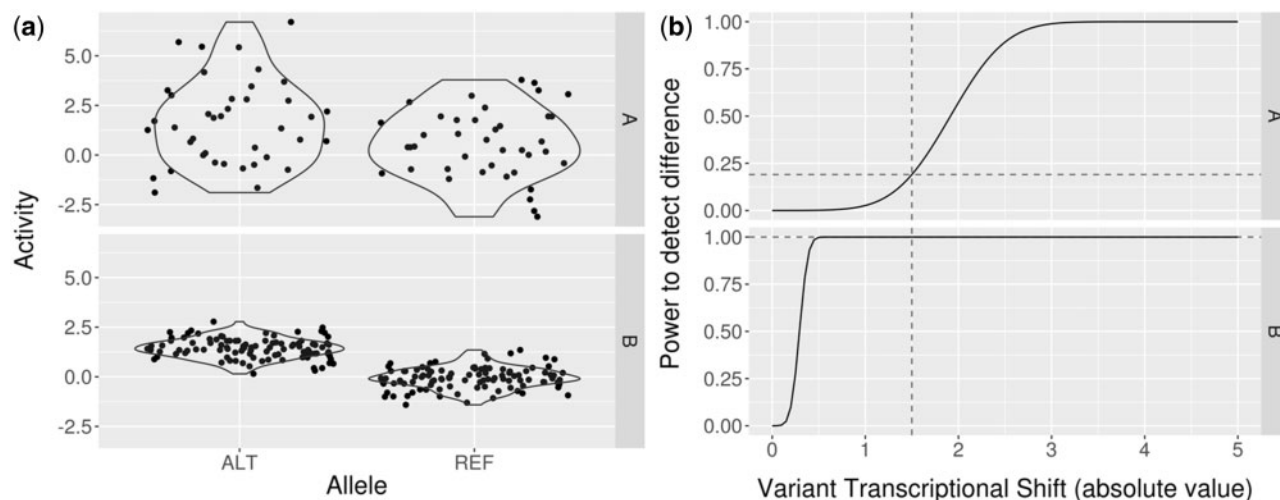 (a)
Activity
5.0
2.5
0.0
-2.5
A
5.0
2.5
0.0
-2.5
B
ALT REF
Allele
(b)
Power to detect difference
1.00
0.75
0.50
0.25
0.00
A
1.00
0.75
0.50
0.25
0.00
B
0 1 2 3 4 5
Variant Transcriptional Shift (absolute value)